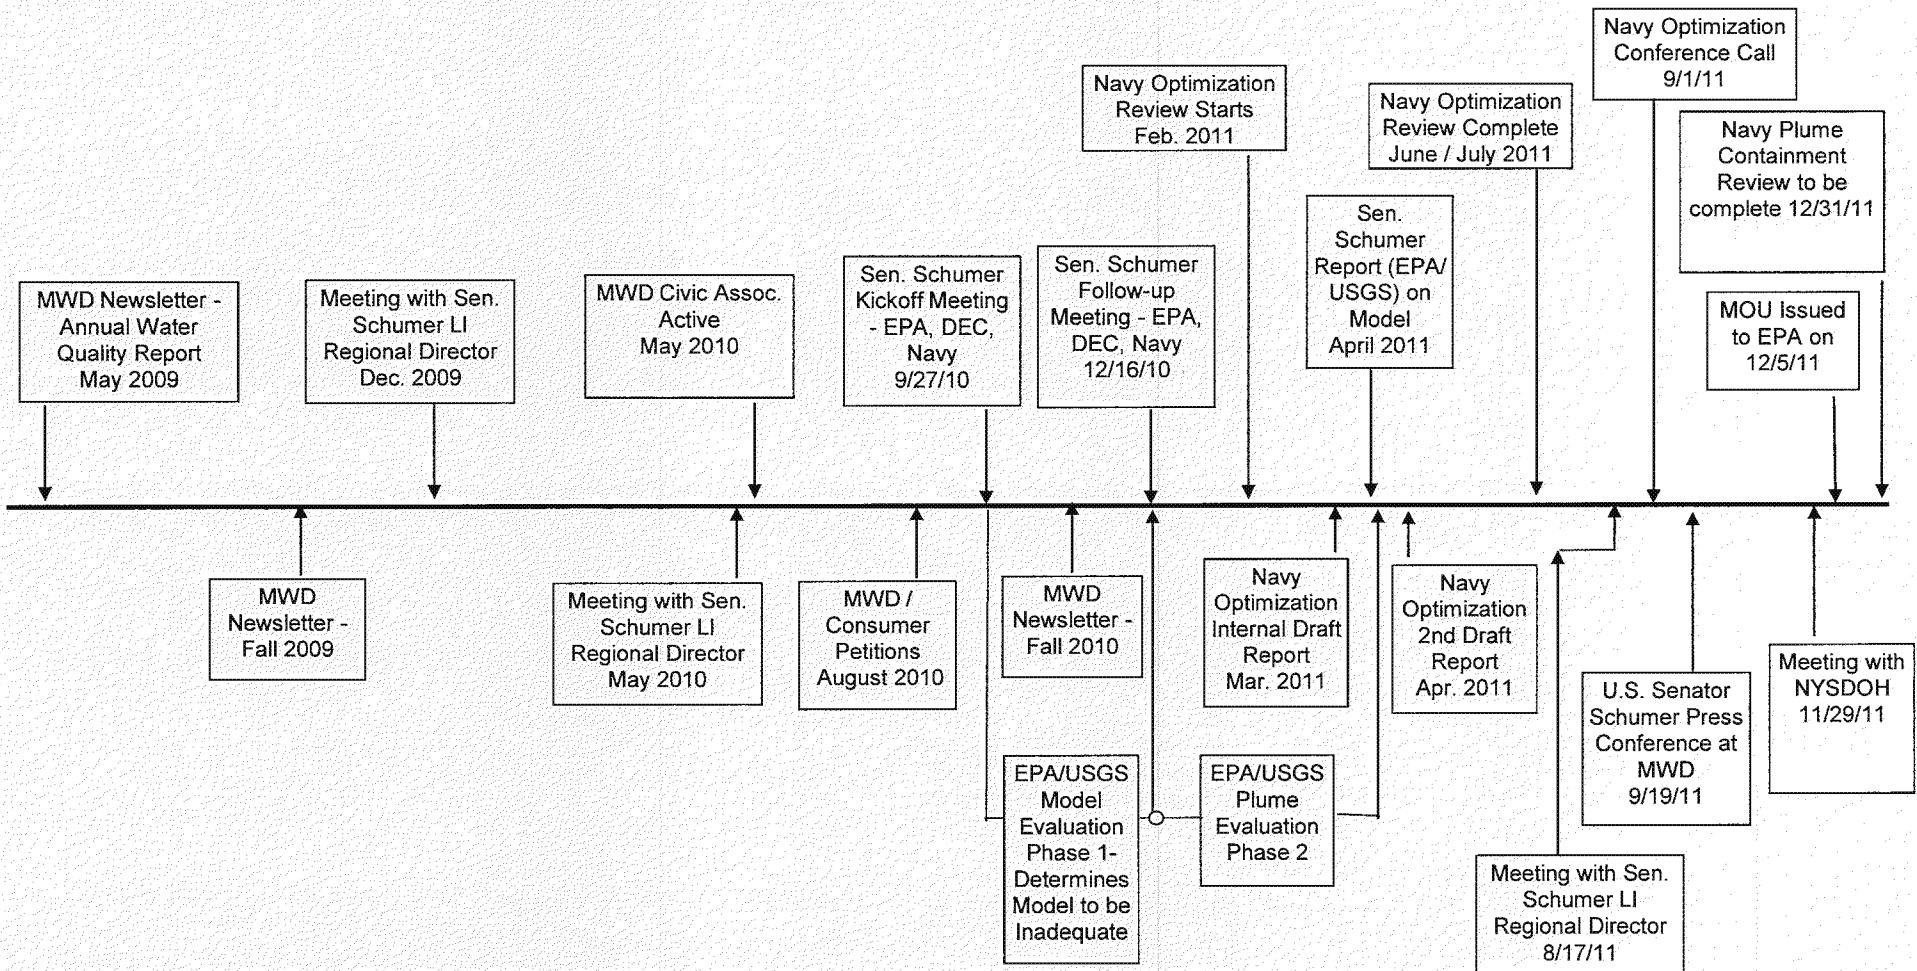 MWD Newsletter -
Annual Water
Quality Report
May 2009
Meeting with Sen.
Schumer LI
Regional Director
Dec. 2009
MWD Civic Assoc.
Active
May 2010
Sen. Schumer
Kickoff Meeting
- EPA, DEC,
Navy
9/27/10
Sen. Schumer
Follow-up
Meeting - EPA,
DEC, Navy
12/16/10
Navy Optimization
Review Starts
Feb. 2011
Sen.
Schumer
Report (EPA/
USGS) on
Model
April 2011
Navy Optimization
Review Complete
June / July 2011
Navy Optimization
Conference Call
9/1/11
Navy Plume
Containment
Review to be
complete 12/31/11
MOU Issued
to EPA on
12/5/11
MWD
Newsletter -
Fall 2009
Meeting with Sen.
Schumer LI
Regional Director
May 2010
MWD /
Consumer
Petitions
August 2010
MWD
Newsletter -
Fall 2010
Navy
Optimization
Internal Draft
Report
Mar. 2011
Navy
Optimization
2nd Draft
Report
Apr. 2011
EPA/USGS
Model
Evaluation
Phase 1-
Determines
Model to be
Inadequate
EPA/USGS
Plume
Evaluation
Phase 2
Meeting with Sen.
Schumer LI
Regional Director
8/17/11
U.S. Senator
Schumer Press
Conference at
MWD
9/19/11
Meeting with
NYSDOH
11/29/11